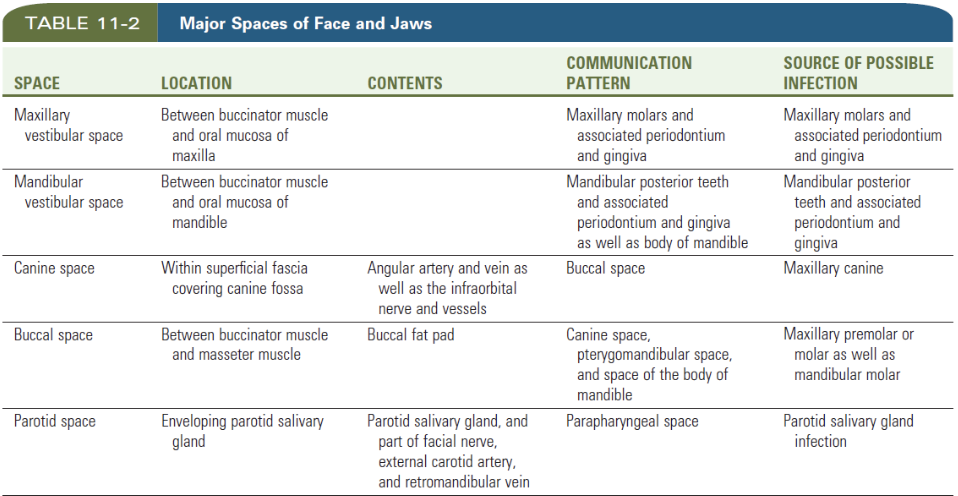 TABLE 11-2 Major Spaces of Face and Jaws
SPACE LOCATION CONTENTS COMMUNICATION PATTERN SOURCE OF POSSIBLE INFECTION
Maxillary Between buccinator muscle Maxillary molars and Maxillary molars and
vestibular space and oral mucosa of associated periodontium associated periodontium
maxilla and gingiva and gingiva
Mandibular Between buccinator muscle Mandibular posterior teeth Mandibular posterior
vestibular space and oral mucosa of and associated teeth and associated
mandible periodontium and gingiva periodontium and
as well as body of mandible gingiva
Canine space Within superficial fascia Angular artery and vein as Buccal space Maxillary canine
covering canine fossa well as the infraorbital
nerve and vessels
Buccal space Between buccinator muscle Buccal fat pad Canine space, Maxillary premolar or
and masseter muscle pterygomandibular space, molar as well as
and space of the body of mandibular molar
mandible
Parotid space Enveloping parotid salivary Parotid salivary gland, and Parapharyngeal space Parotid salivary gland
gland part of facial nerve, infection
external carotid artery,
and retromandibular vein